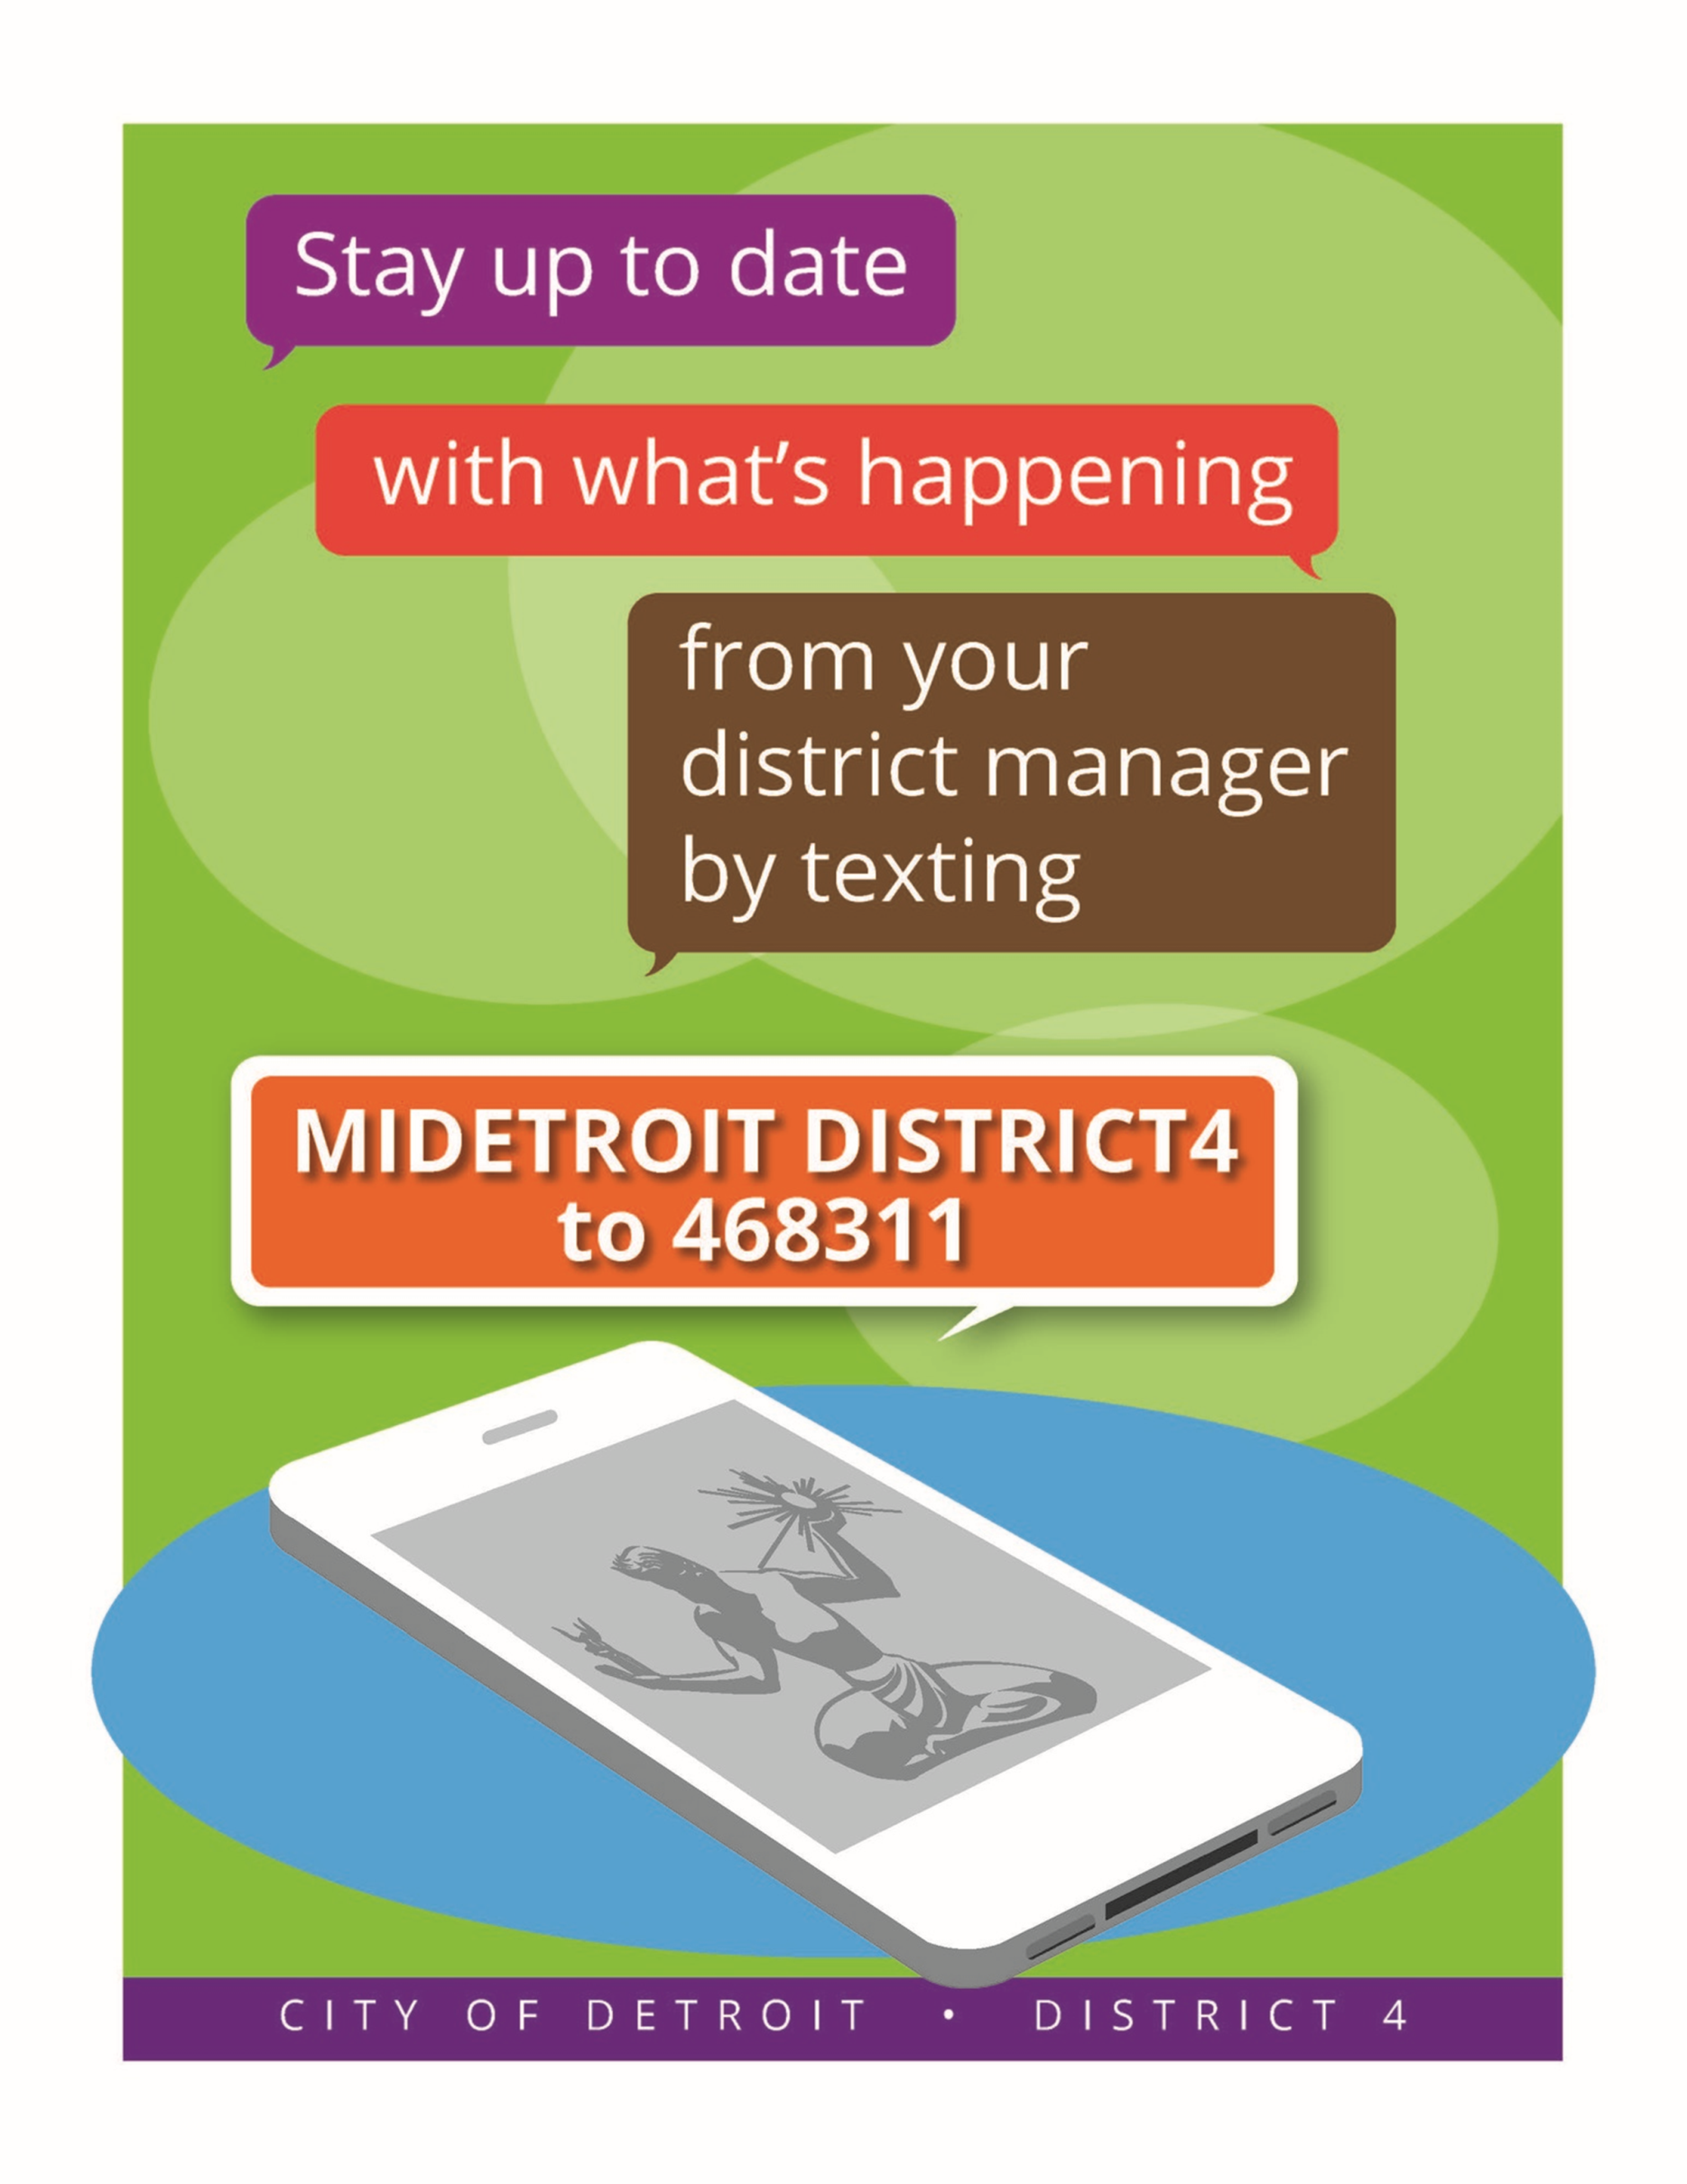 Stay up to date
with what’s happening
from your
district manager
by texting
MIDETROIT DISTRICT4
to 468311
CITY OF DETROIT • DISTRICT 4